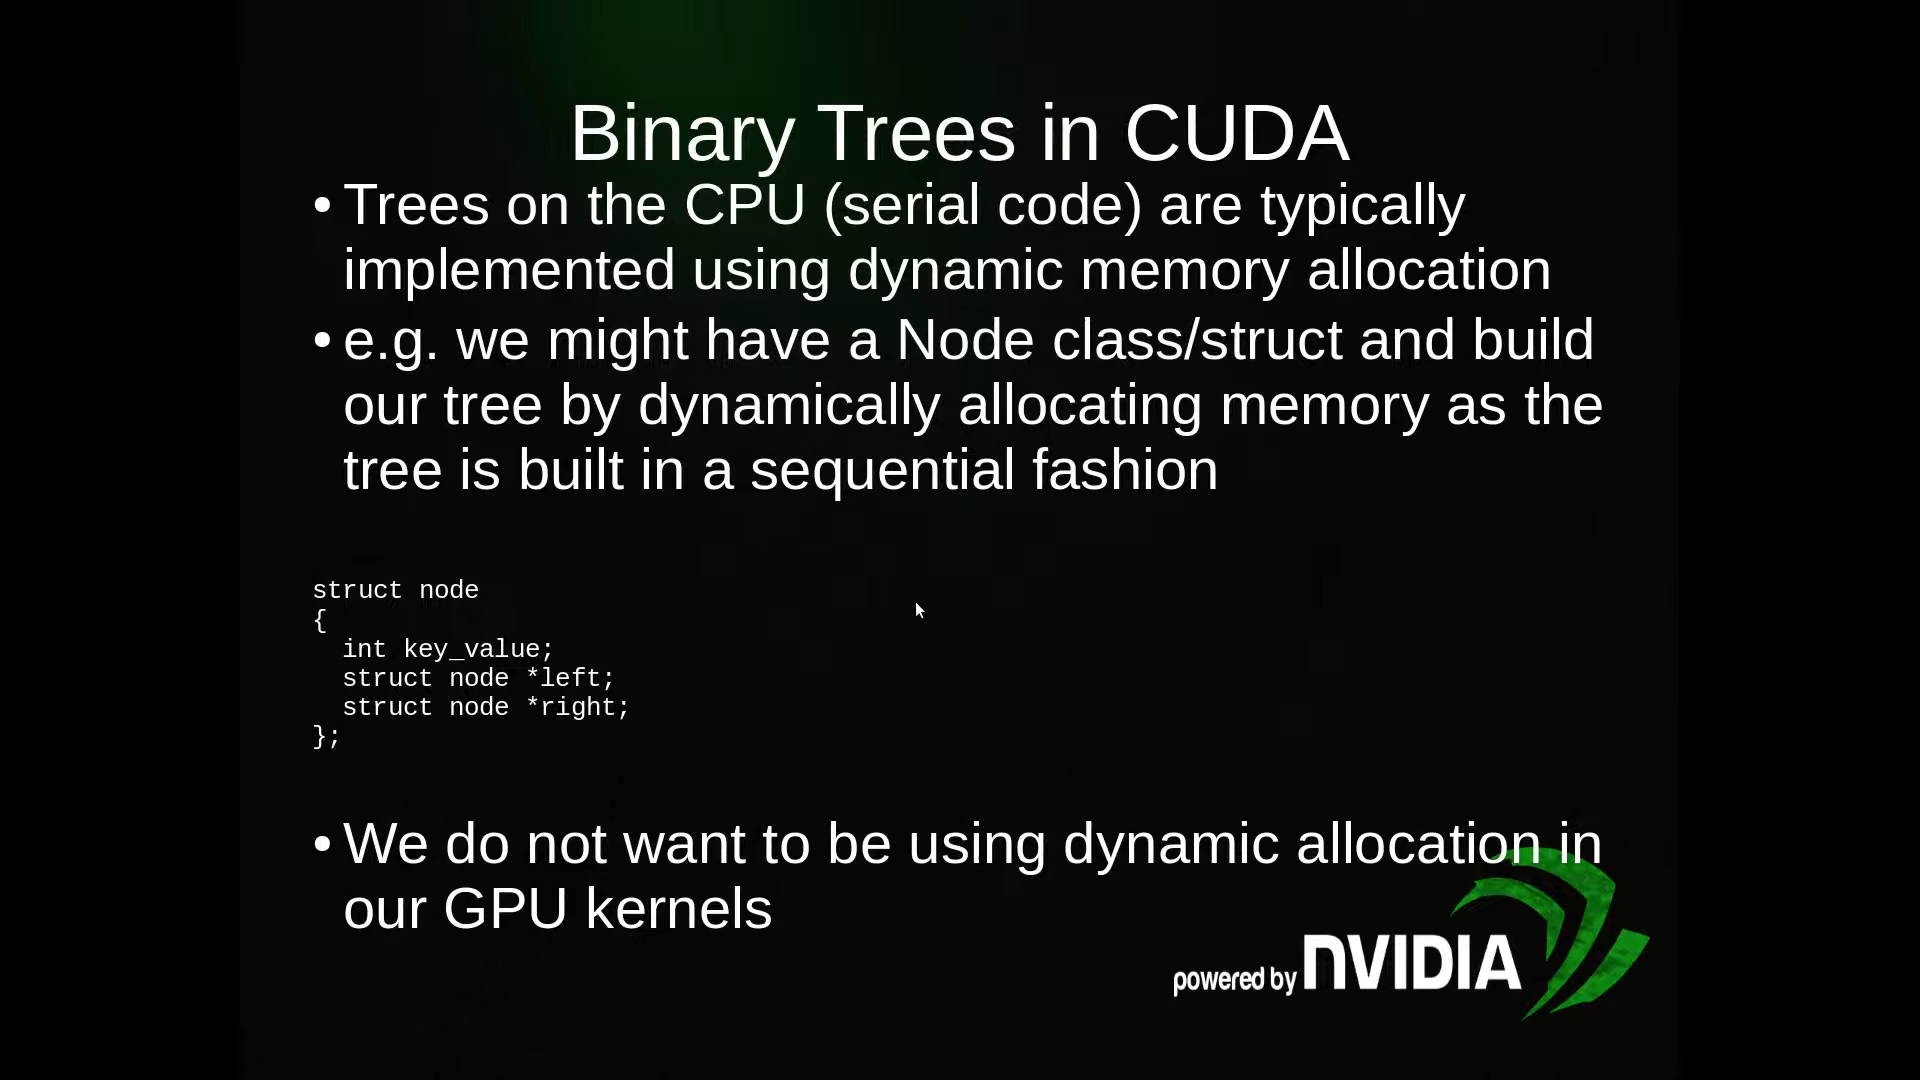 Binary Trees in CUDA
• Trees on the CPU (serial code) are typically
implemented using dynamic memory allocation
• e.g. we might have a Node class/struct and build
our tree by dynamically allocating memory as the
tree is built in a sequential fashion
struct node
{
  int key_value;
  struct node *left;
  struct node *right;
};
• We do not want to be using dynamic allocation in
our GPU kernels
powered by NVIDIA